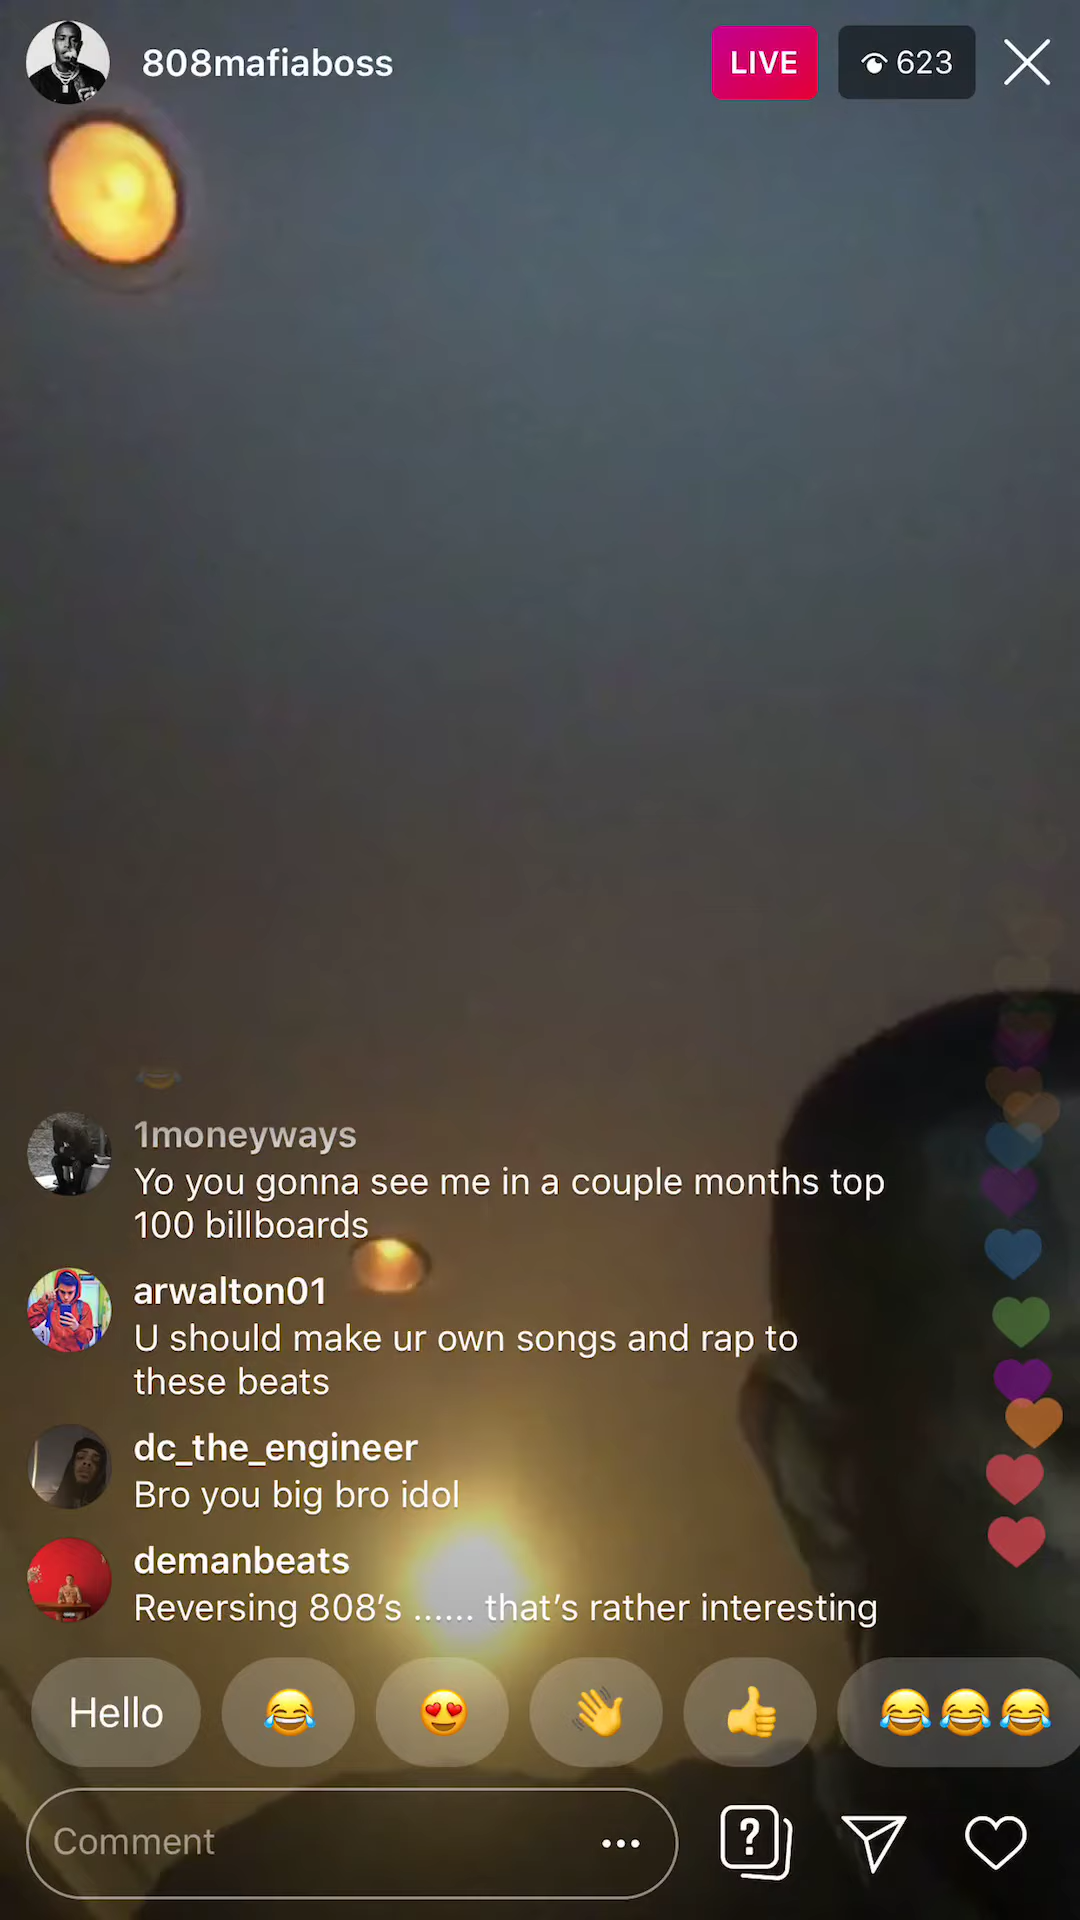 808mafiaboss
LIVE
623
1moneyways
Yo you gonna see me in a couple months top
100 billboards
arwalton01
U should make ur own songs and rap to
these beats
dc_the_engineer
Bro you big bro idol
demanbeats
Reversing 808’s ...... that’s rather interesting
Hello
Comment